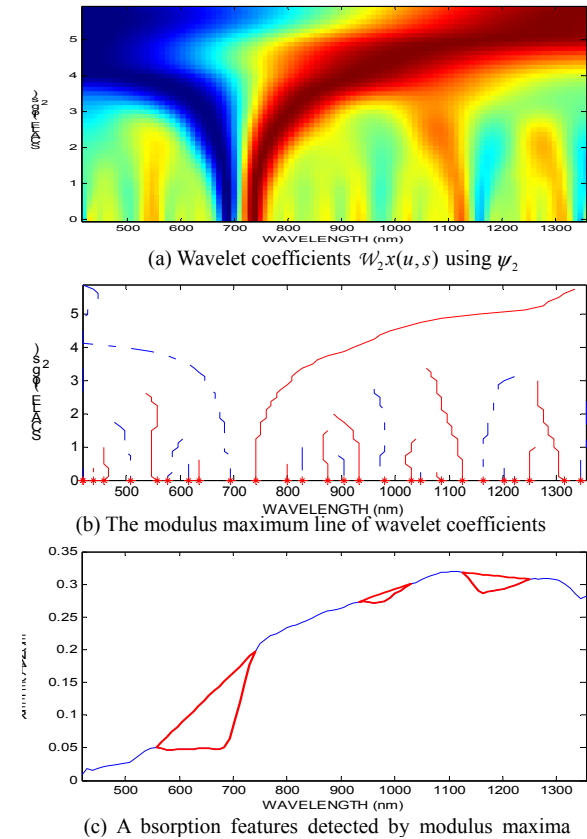 5
4
3
2
1
0
500 600 700 800 900 1000 1100 1200 1300
WAVELENGTH (nm)
(a) Wavelet coefficients 𝒲₂x(u, s) using ψ₂
5
4
3
2
1
0
500 600 700 800 900 1000 1100 1200 1300
WAVELENGTH (nm)
(b) The modulus maximum line of wavelet coefficients
0.35
0.3
0.25
0.2
0.15
0.1
0.05
0
500 600 700 800 900 1000 1100 1200 1300
WAVELENGTH (nm)
(c) A bsorption features detected by modulus maxima